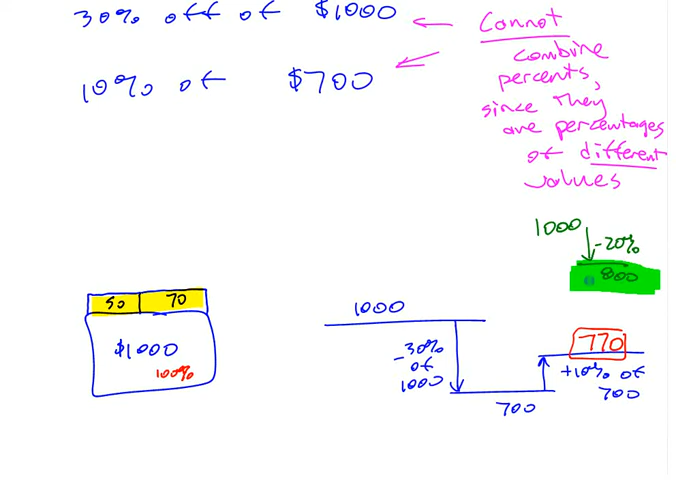 30% off of $1000
10% of $700
Cannot
combine
percents,
since they
are percentages
of different
values
1000
-20%
800
50 70
$1000
100%
1000
-30%
of
1000
700
770
+10% of
700